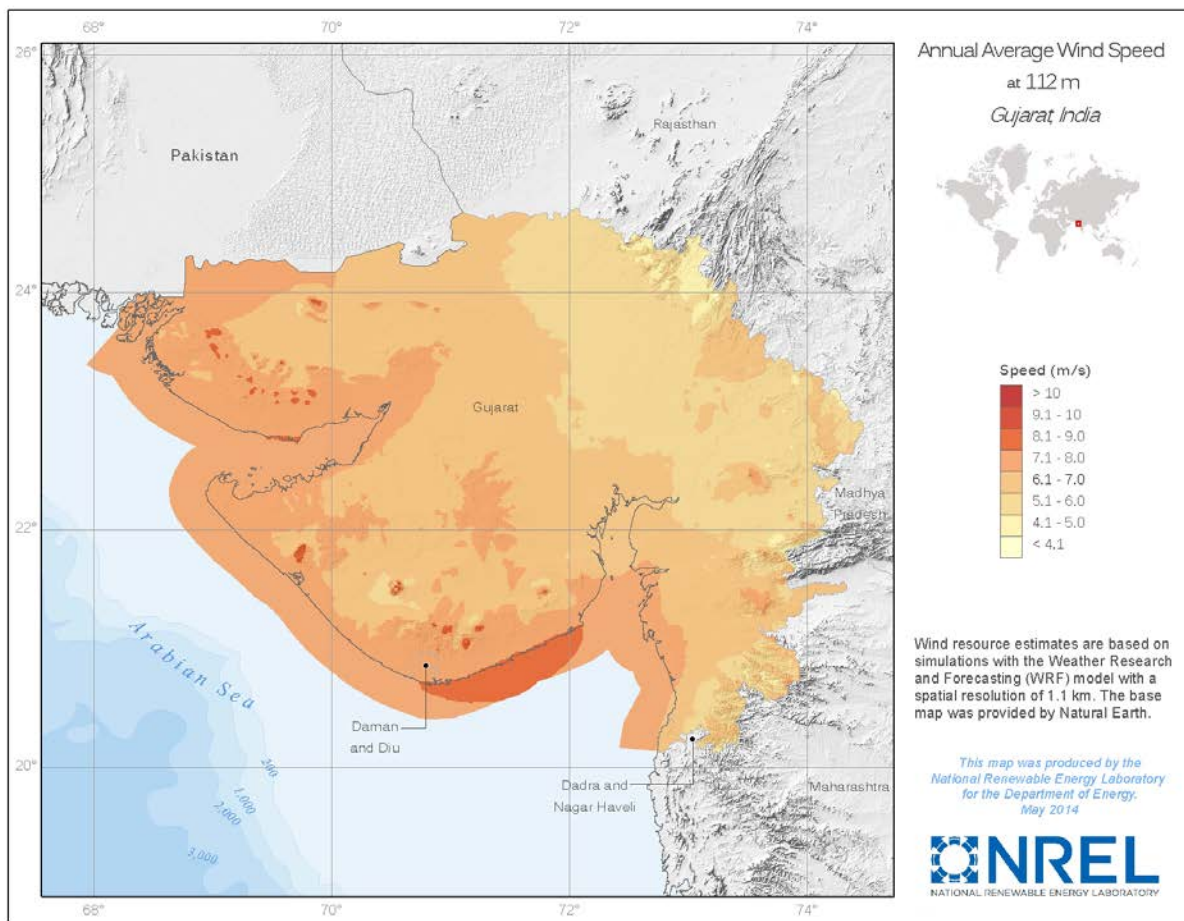 68°
70°
72°
74°
26°
24°
22°
20°
68°
70°
72°
74°
Pakistan
Rajasthan
Gujarat
Madhya
Pradesh
Arabian Sea
200
1,000
2,000
3,000
Daman
and Diu
Dadra and
Nagar Haveli
Maharashtra
Annual Average Wind Speed
at 112 m
Gujarat, India
Speed (m/s)
> 10
9.1 - 10
8.1 - 9.0
7.1 - 8.0
6.1 - 7.0
5.1 - 6.0
4.1 - 5.0
< 4.1
Wind resource estimates are based on
simulations with the Weather Research
and Forecasting (WRF) model with a
spatial resolution of 1.1 km. The base
map was provided by Natural Earth.
This map was produced by the
National Renewable Energy Laboratory
for the Department of Energy.
May 2014
NREL
NATIONAL RENEWABLE ENERGY LABORATORY